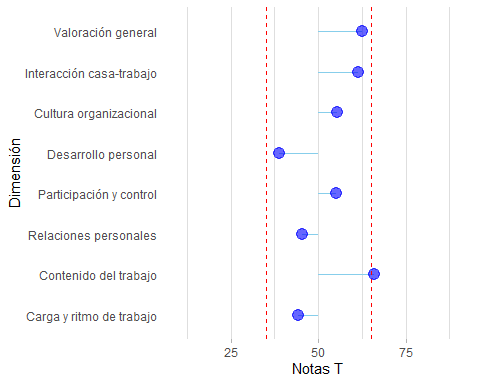 Dimensión
Valoración general
Interacción casa-trabajo
Cultura organizacional
Desarrollo personal
Participación y control
Relaciones personales
Contenido del trabajo
Carga y ritmo de trabajo
25 50 75
Notas T